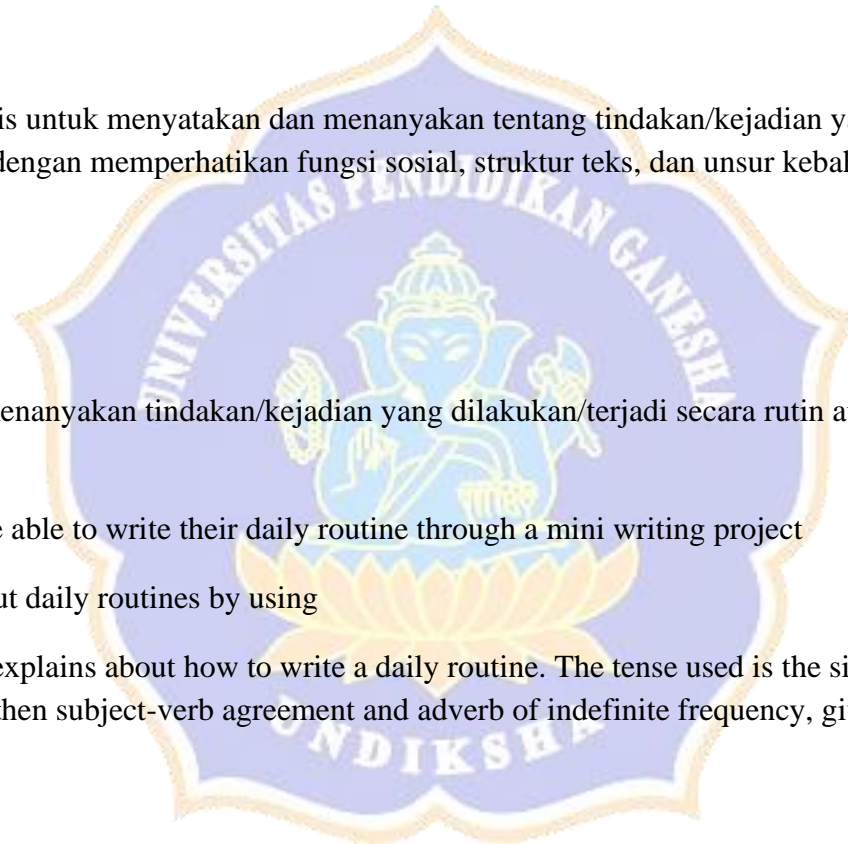 is untuk menyatakan dan menanyakan tentang tindakan/kejadian ya
dengan memperhatikan fungsi sosial, struktur teks, dan unsur kebah
UNIVERSITAS PENDIDIKAN GANESHA
enanyakan tindakan/kejadian yang dilakukan/terjadi secara rutin a
e able to write their daily routine through a mini writing project
ut daily routines by using
explains about how to write a daily routine. The tense used is the si
then subject-verb agreement and adverb of indefinite frequency, gi
UNDIKSHA